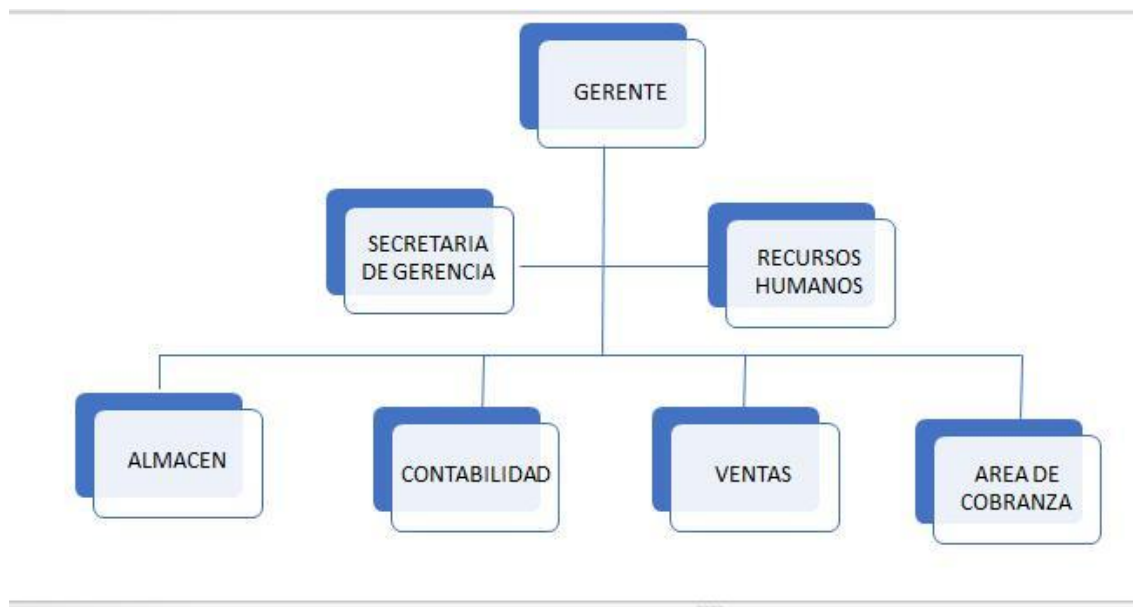 GERENTE
SECRETARIA
DE GERENCIA
RECURSOS
HUMANOS
ALMACEN
CONTABILIDAD
VENTAS
AREA DE
COBRANZA